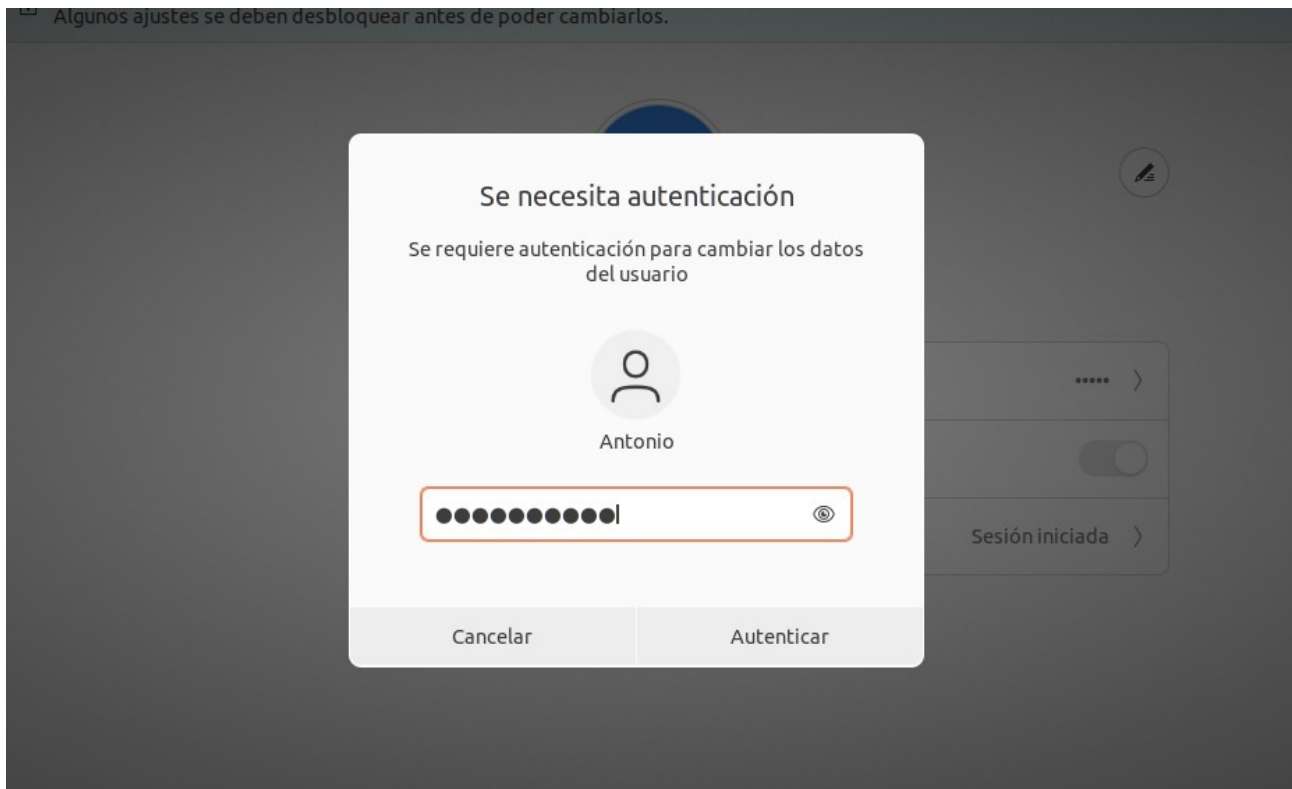 Algunos ajustes se deben desbloquear antes de poder cambiarlos.
Se necesita autenticación
Se requiere autenticación para cambiar los datos
del usuario
Antonio
Sesión iniciada
Cancelar
Autenticar